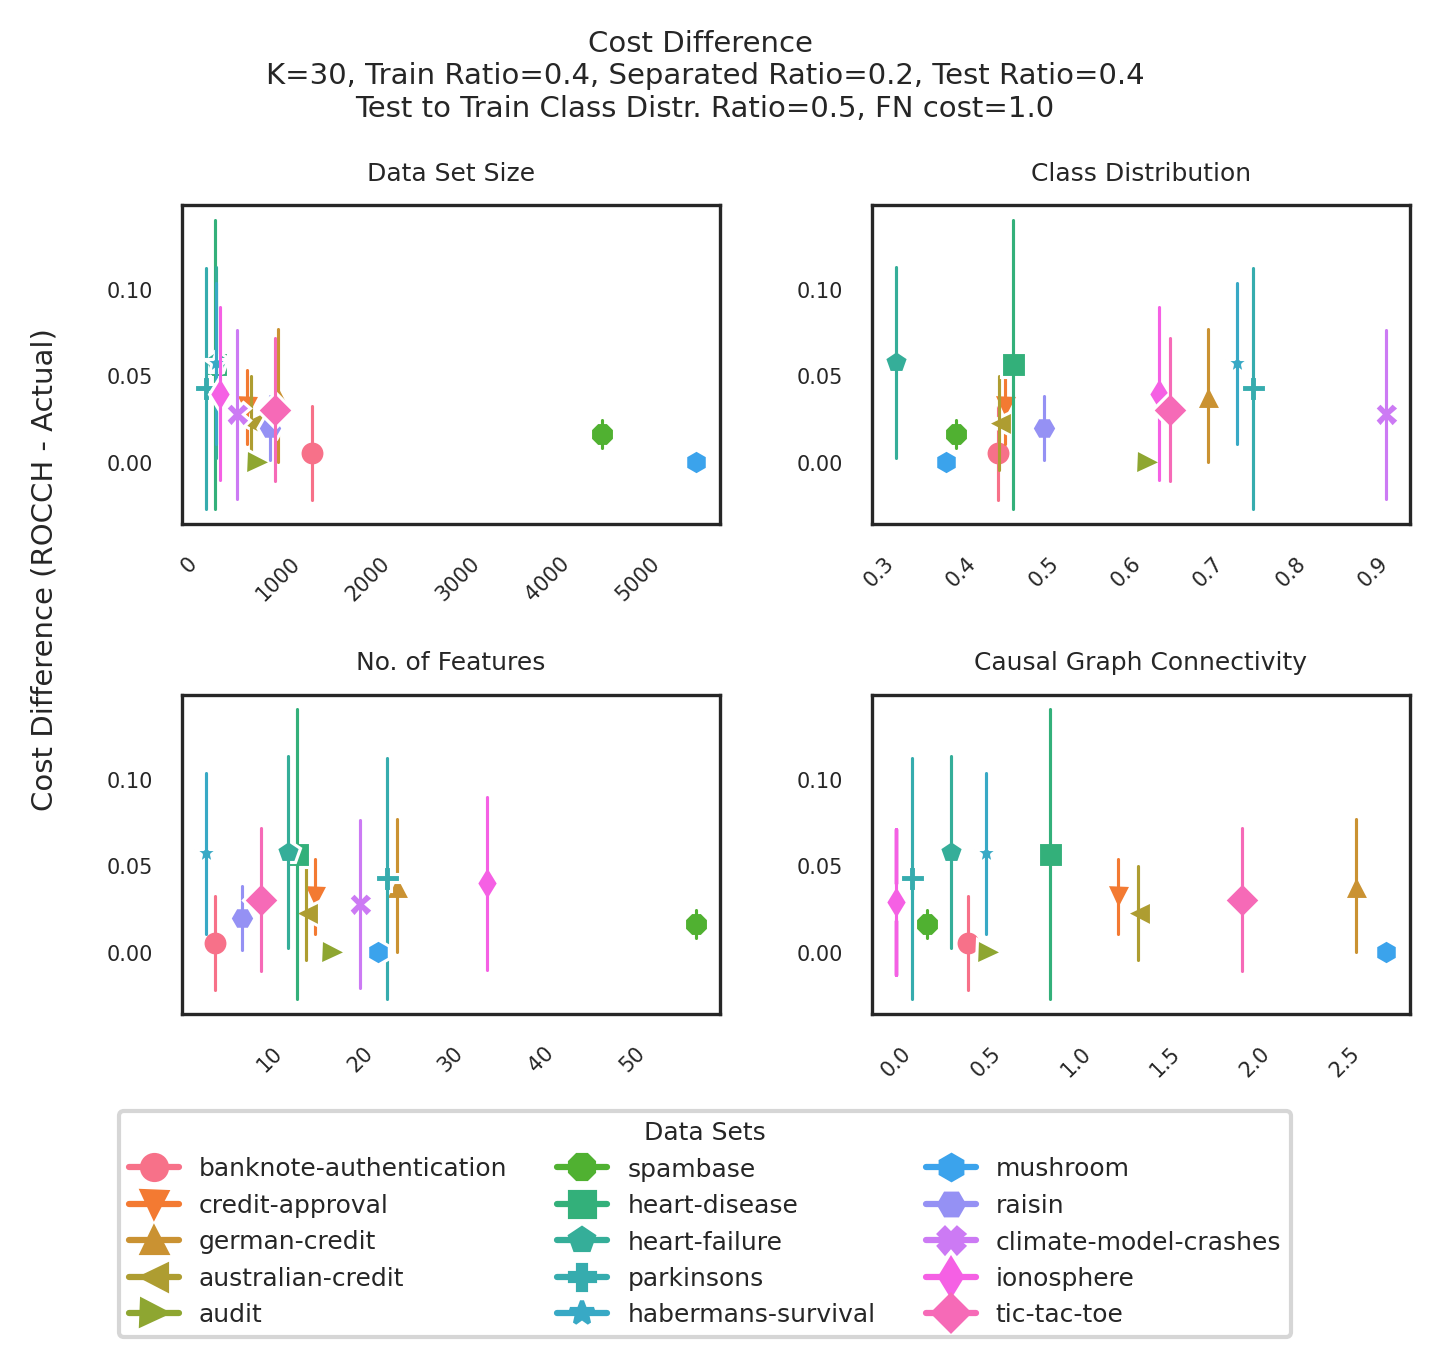 Cost Difference
K=30, Train Ratio=0.4, Separated Ratio=0.2, Test Ratio=0.4
Test to Train Class Distr. Ratio=0.5, FN cost=1.0
Cost Difference (ROCCH - Actual)
Data Set Size
0.10
0.05
0.00
0
1000
2000
3000
4000
5000
Class Distribution
0.10
0.05
0.00
0.3
0.4
0.5
0.6
0.7
0.8
0.9
No. of Features
0.10
0.05
0.00
10
20
30
40
50
Causal Graph Connectivity
0.10
0.05
0.00
0.0
0.5
1.0
1.5
2.0
2.5
Data Sets
banknote-authentication
credit-approval
german-credit
australian-credit
audit
spambase
heart-disease
heart-failure
parkinsons
habermans-survival
mushroom
raisin
climate-model-crashes
ionosphere
tic-tac-toe